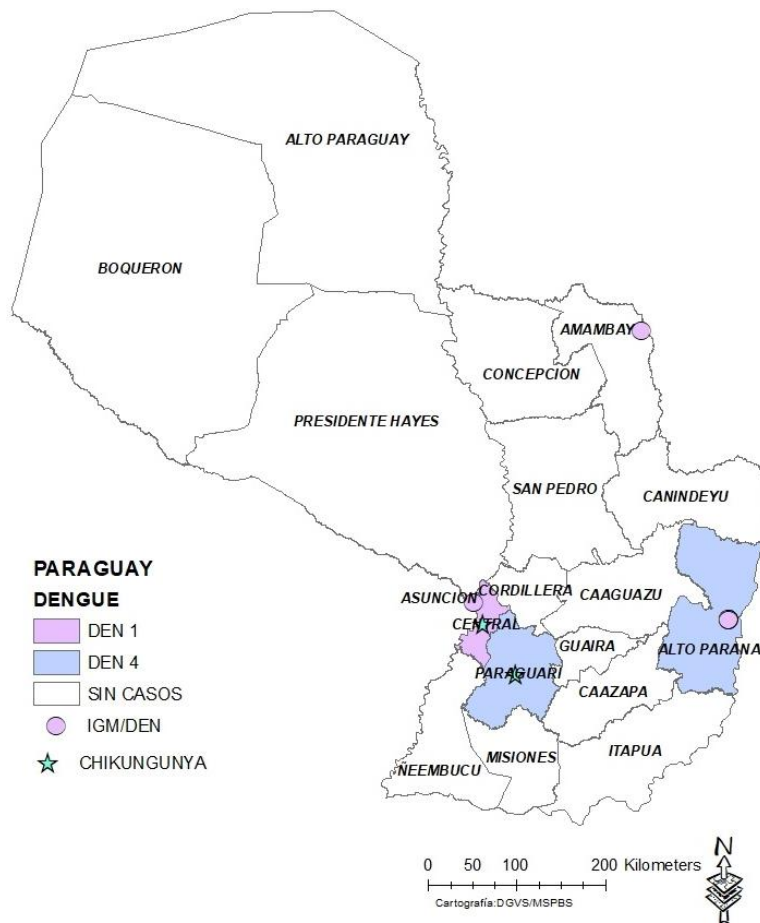 ALTO PARAGUAY
BOQUERON
AMAMBAY
CONCEPCION
PRESIDENTE HAYES
SAN PEDRO
CANINDEYU
PARAGUAY
DENGUE
DEN 1
DEN 4
SIN CASOS
IGM/DEN
CHIKUNGUNYA
CORDILLERA
ASUNCION
CAAGUAZU
CENTRAL
GUAIRA
ALTO PARANA
PARAGUARI
CAAZAPA
ITAPUA
MISIONES
NEEMBUCU
N
0 50 100 200 Kilometers
Cartografía:DGVS/MSPBS